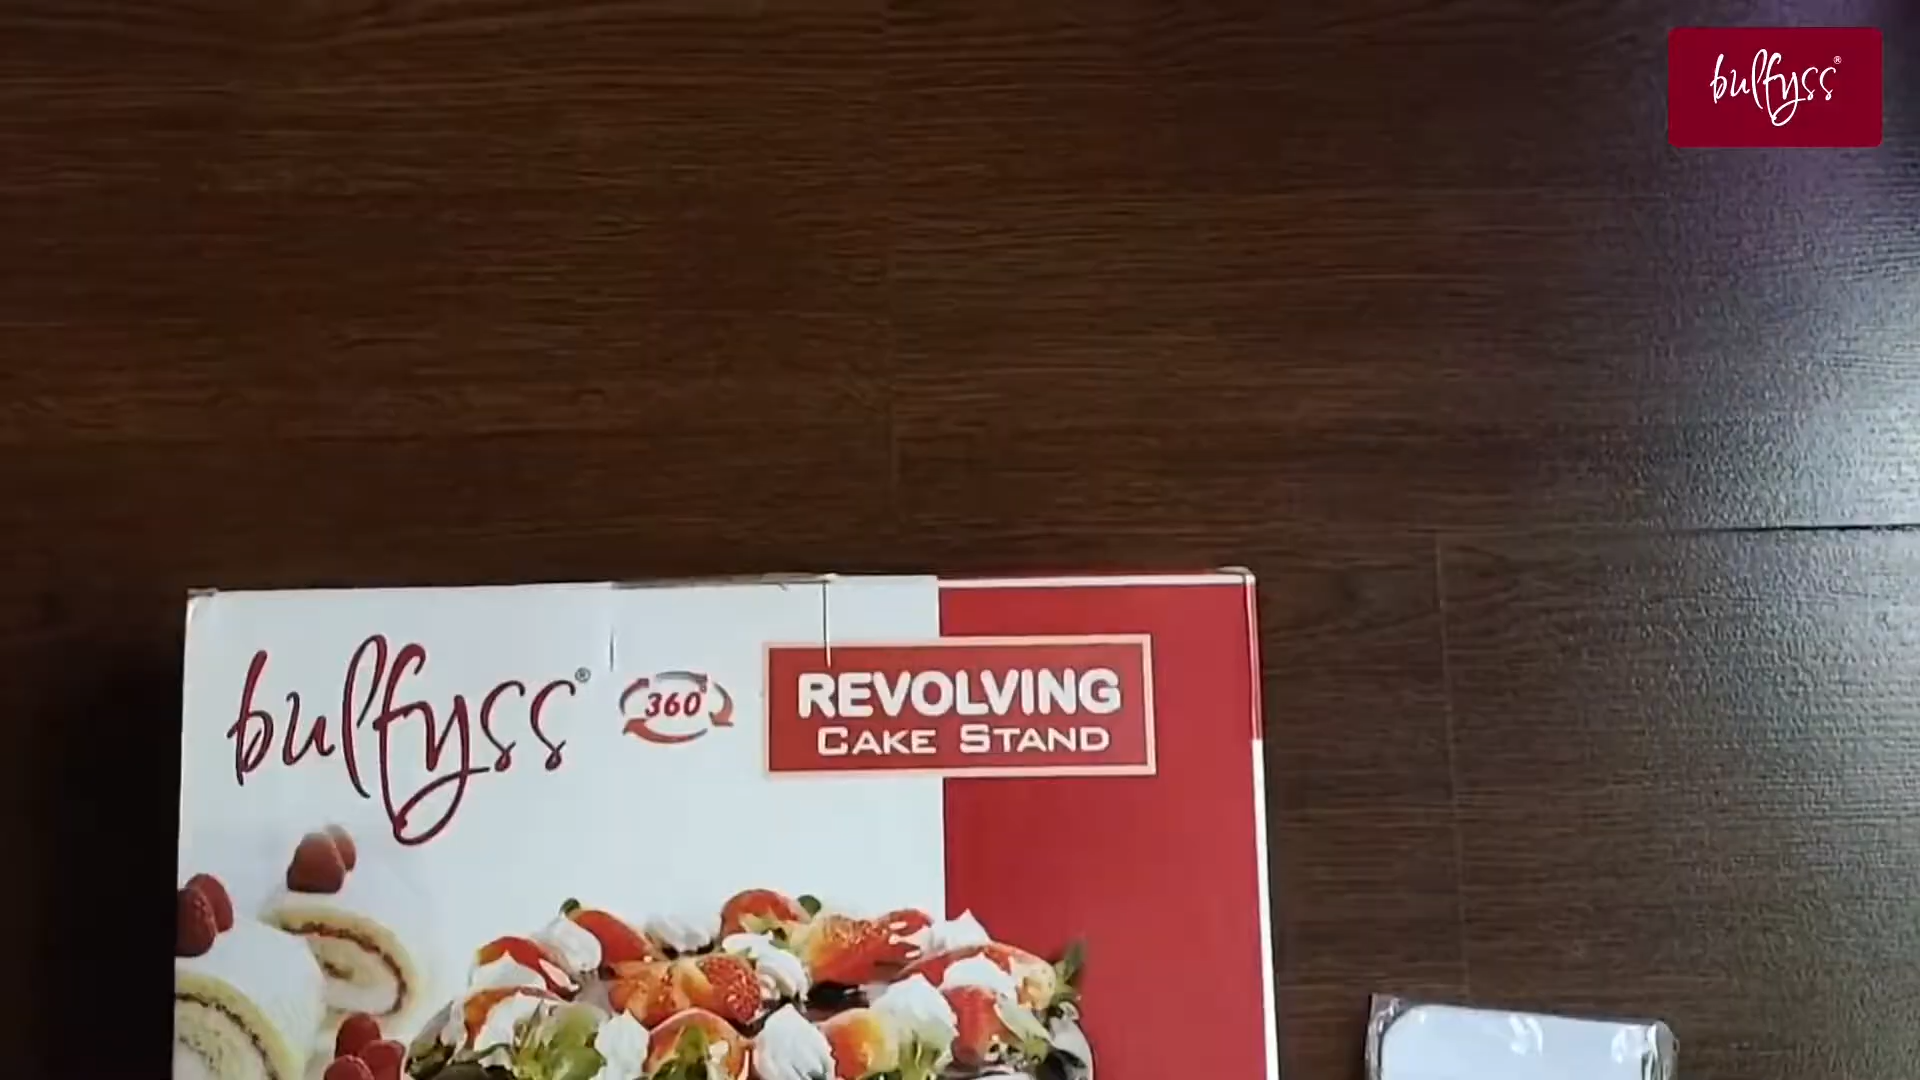 bulfyss®
bulfyss®
360°
REVOLVING
CAKE STAND